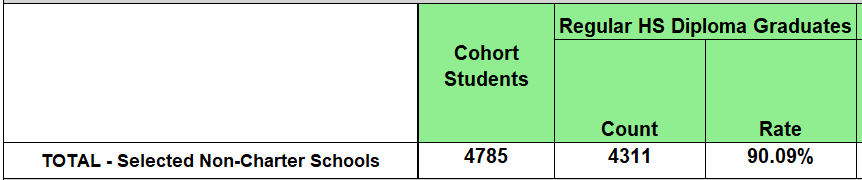 Regular HS Diploma Graduates
Cohort
Students
Count
Rate
TOTAL - Selected Non-Charter Schools
4785
4311
90.09%